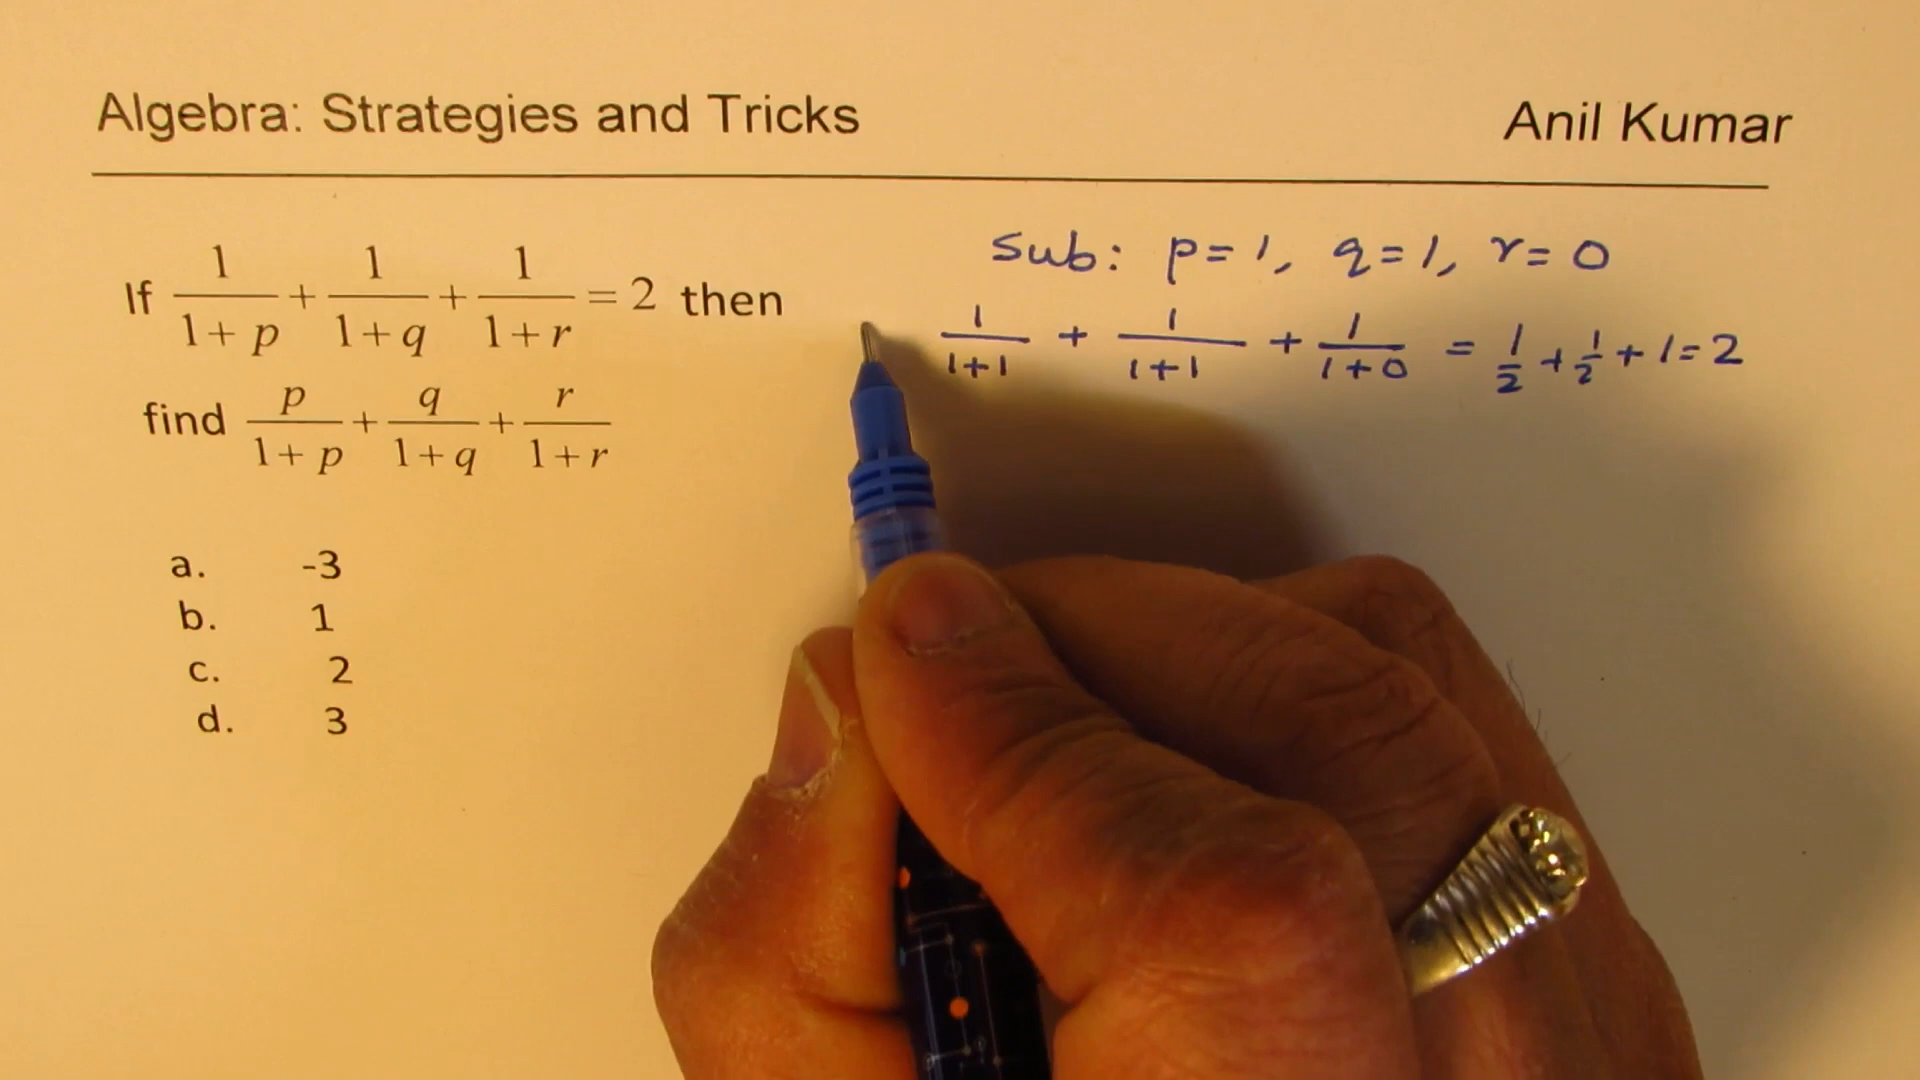 Algebra: Strategies and Tricks
Anil Kumar
If 1/(1+p) + 1/(1+q) + 1/(1+r) = 2 then
find p/(1+p) + q/(1+q) + r/(1+r)
a. -3
b. 1
c. 2
d. 3
Sub: p=1, q=1, r=0
1/(1+1) + 1/(1+1) + 1/(1+0) = 1/2 + 1/2 + 1 = 2